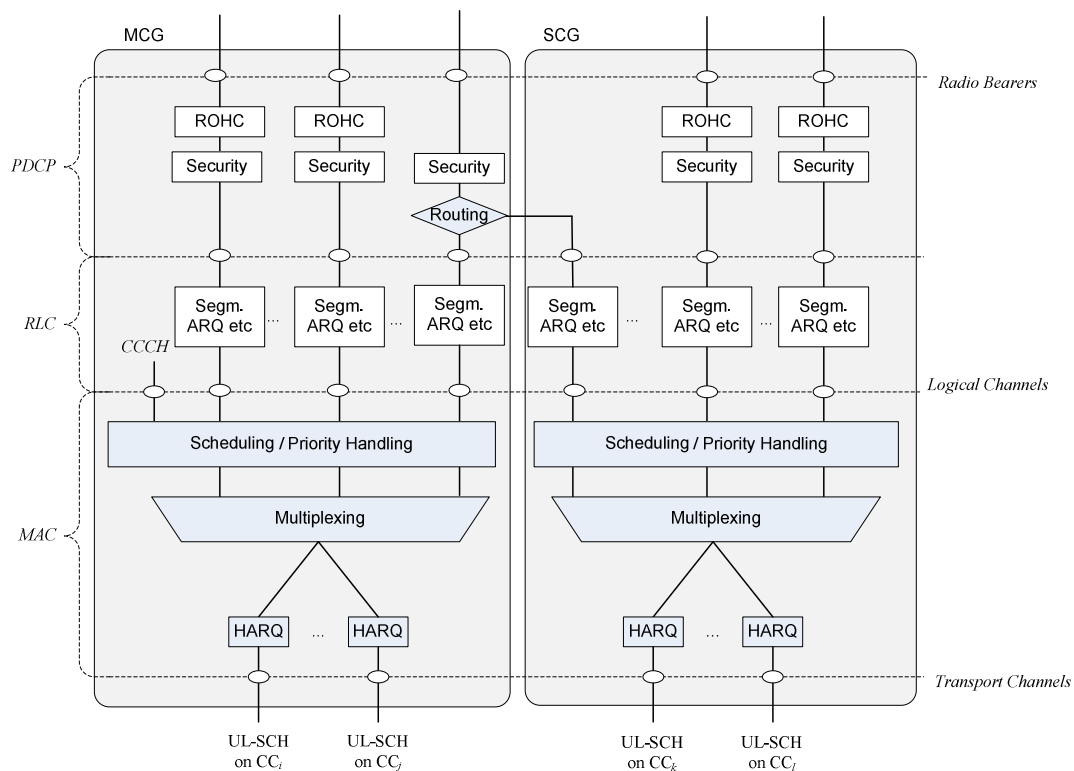 MCG
SCG
Radio Bearers
ROHC
ROHC
ROHC
ROHC
PDCP
Security
Security
Security
Security
Security
Routing
RLC
Segm.
ARQ etc
...
Segm.
ARQ etc
...
Segm.
ARQ etc
Segm.
ARQ etc
...
Segm.
ARQ etc
...
Segm.
ARQ etc
CCCH
Logical Channels
Scheduling / Priority Handling
Scheduling / Priority Handling
MAC
Multiplexing
Multiplexing
HARQ
...
HARQ
HARQ
...
HARQ
Transport Channels
UL-SCH
on CCi
UL-SCH
on CCj
UL-SCH
on CCk
UL-SCH
on CCl